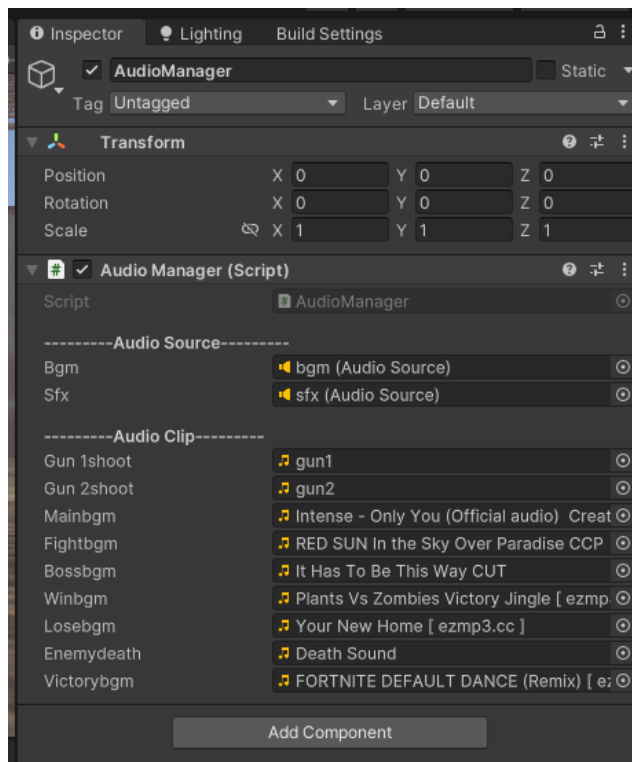 Inspector Lighting Build Settings
AudioManager Static
Tag Untagged Layer Default
Transform
Position X 0 Y 0 Z 0
Rotation X 0 Y 0 Z 0
Scale X 1 Y 1 Z 1
# Audio Manager (Script)
Script # AudioManager
---------Audio Source---------
Bgm bgm (Audio Source)
Sfx sfx (Audio Source)
---------Audio Clip---------
Gun 1shoot gun1
Gun 2shoot gun2
Mainbgm Intense - Only You (Official audio) Creat
Fightbgm RED SUN In the Sky Over Paradise CCP
Bossbgm It Has To Be This Way CUT
Winbgm Plants Vs Zombies Victory Jingle [ ezmp
Losebgm Your New Home [ ezmp3.cc ]
Enemydeath Death Sound
Victorybgm FORTNITE DEFAULT DANCE (Remix) [ ez
Add Component